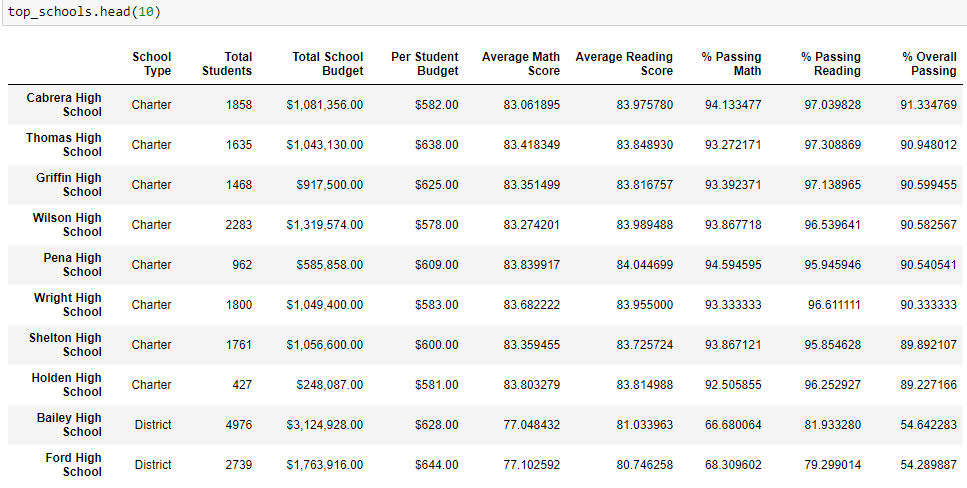 top_schools.head(10)
School Type Total Students Total School Budget Per Student Budget Average Math Score Average Reading Score % Passing Math % Passing Reading % Overall Passing
Cabrera High School Charter 1858 $1,081,356.00 $582.00 83.061895 83.975780 94.133477 97.039828 91.334769
Thomas High School Charter 1635 $1,043,130.00 $638.00 83.418349 83.848930 93.272171 97.308869 90.948012
Griffin High School Charter 1468 $917,500.00 $625.00 83.351499 83.816757 93.392371 97.138965 90.599455
Wilson High School Charter 2283 $1,319,574.00 $578.00 83.274201 83.989488 93.867718 96.539641 90.582567
Pena High School Charter 962 $585,858.00 $609.00 83.839917 84.044699 94.594595 95.945946 90.540541
Wright High School Charter 1800 $1,049,400.00 $583.00 83.682222 83.955000 93.333333 96.611111 90.333333
Shelton High School Charter 1761 $1,056,600.00 $600.00 83.359455 83.725724 93.867121 95.854628 89.892107
Holden High School Charter 427 $248,087.00 $581.00 83.803279 83.814988 92.505855 96.252927 89.227166
Bailey High School District 4976 $3,124,928.00 $628.00 77.048432 81.033963 66.680064 81.933280 54.642283
Ford High School District 2739 $1,763,916.00 $644.00 77.102592 80.746258 68.309602 79.299014 54.289887